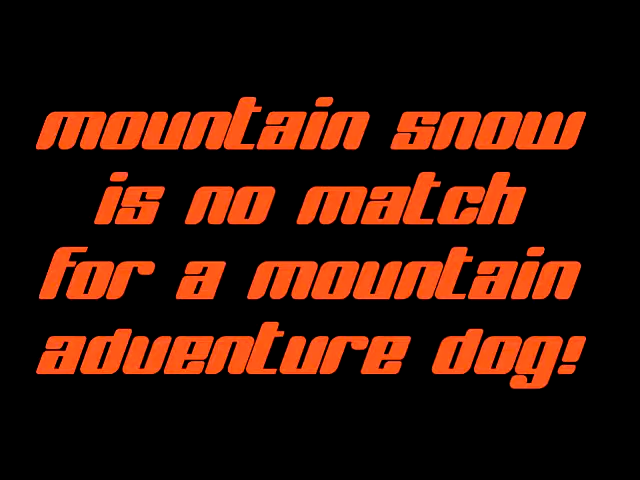 mountain snow
is no match
for a mountain
adventure dog!